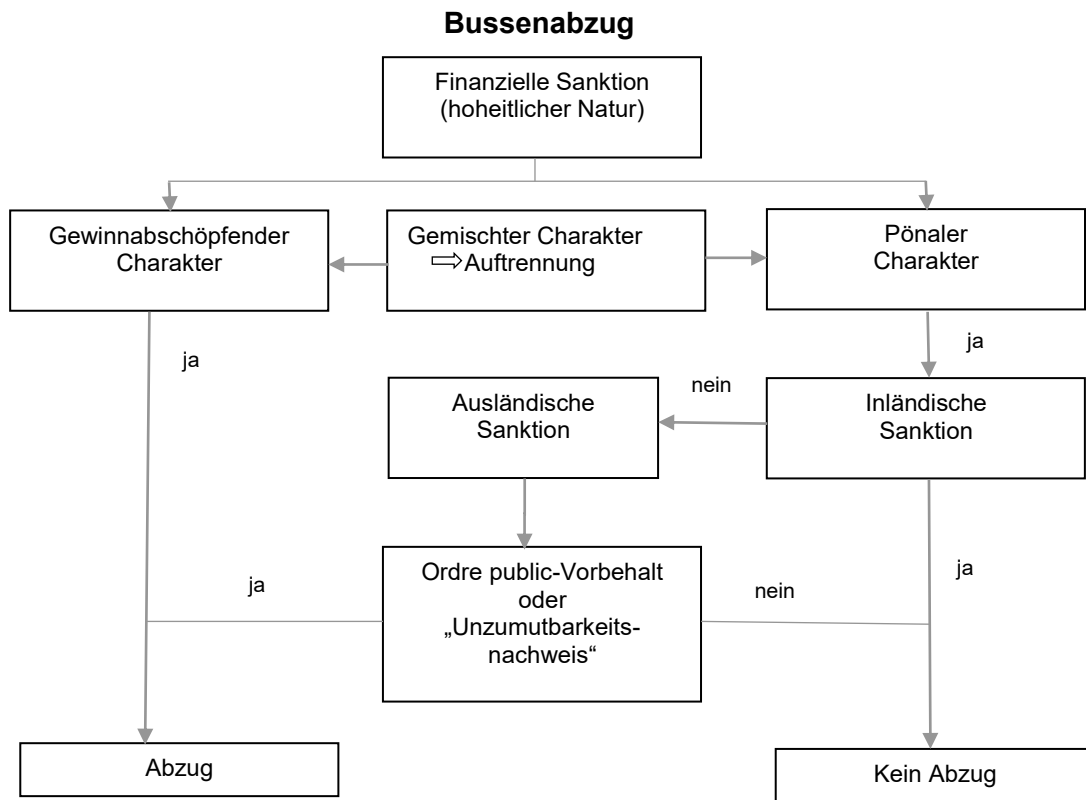 Bussenabzug
Finanzielle Sanktion
(hoheitlicher Natur)
Gewinnabschöpfender
Charakter
Gemischter Charakter
⇨Auftrennung
Pönaler
Charakter
ja
ja
nein
Ausländische
Sanktion
Inländische
Sanktion
Ordre public-Vorbehalt
oder
„Unzumutbarkeits-
nachweis“
ja
nein
ja
Abzug
Kein Abzug